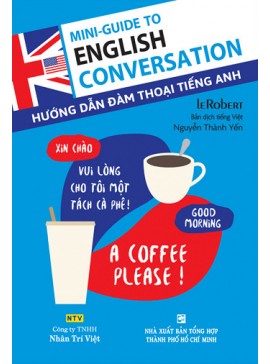 MINI-GUIDE TO
ENGLISH
CONVERSATION
HƯỚNG DẪN ĐÀM THOẠI TIẾNG ANH
LEROBERT
Bản dịch tiếng Việt
Nguyễn Thành Yến
XIN CHÀO
VUI LÒNG
CHO TÔI MỘT
TÁCH CÀ PHÊ!
GOOD
MORNING
A COFFEE
PLEASE!
NTV
Công ty TNHH
Nhân Trí Việt
NHÀ XUẤT BẢN TỔNG HỢP
THÀNH PHỐ HỒ CHÍ MINH